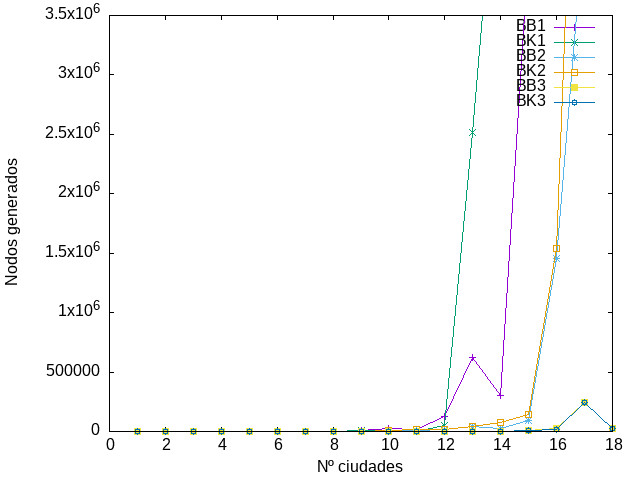 3.5x10^6
3x10^6
2.5x10^6
2x10^6
1.5x10^6
1x10^6
500000
0
Nodos generados
BB1
BK1
BB2
BK2
BB3
BK3
0 2 4 6 8 10 12 14 16 18
Nº ciudades